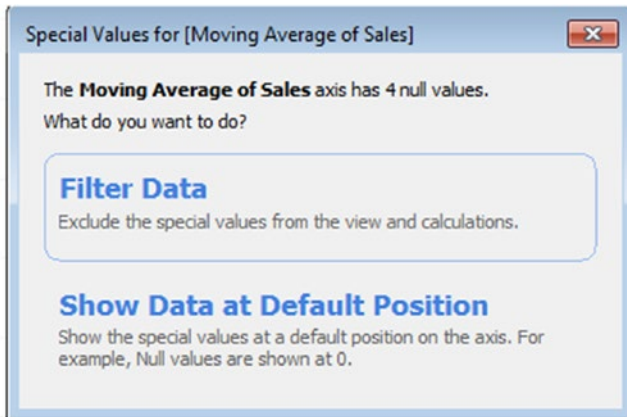 Special Values for [Moving Average of Sales]
The Moving Average of Sales axis has 4 null values.
What do you want to do?
Filter Data
Exclude the special values from the view and calculations.
Show Data at Default Position
Show the special values at a default position on the axis. For
example, Null values are shown at 0.